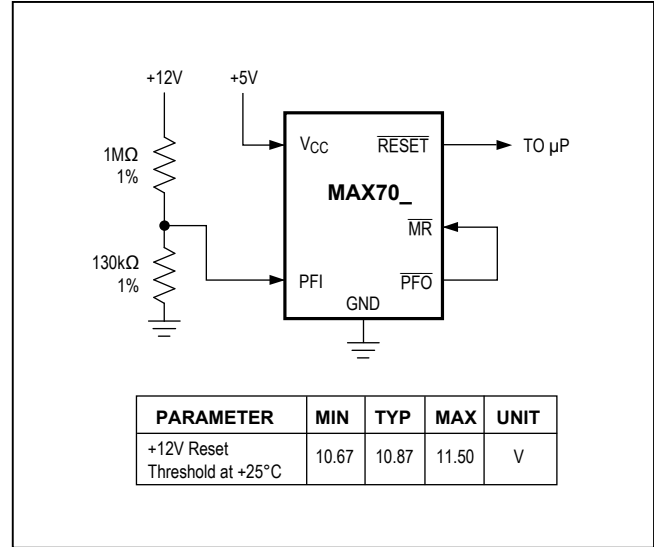 +12V
+5V
1MΩ
1%
130kΩ
1%
VCC
RESET
TO µP
MAX70_
MR
PFI
PFO
GND
PARAMETER MIN TYP MAX UNIT
+12V Reset
Threshold at +25°C 10.67 10.87 11.50 V